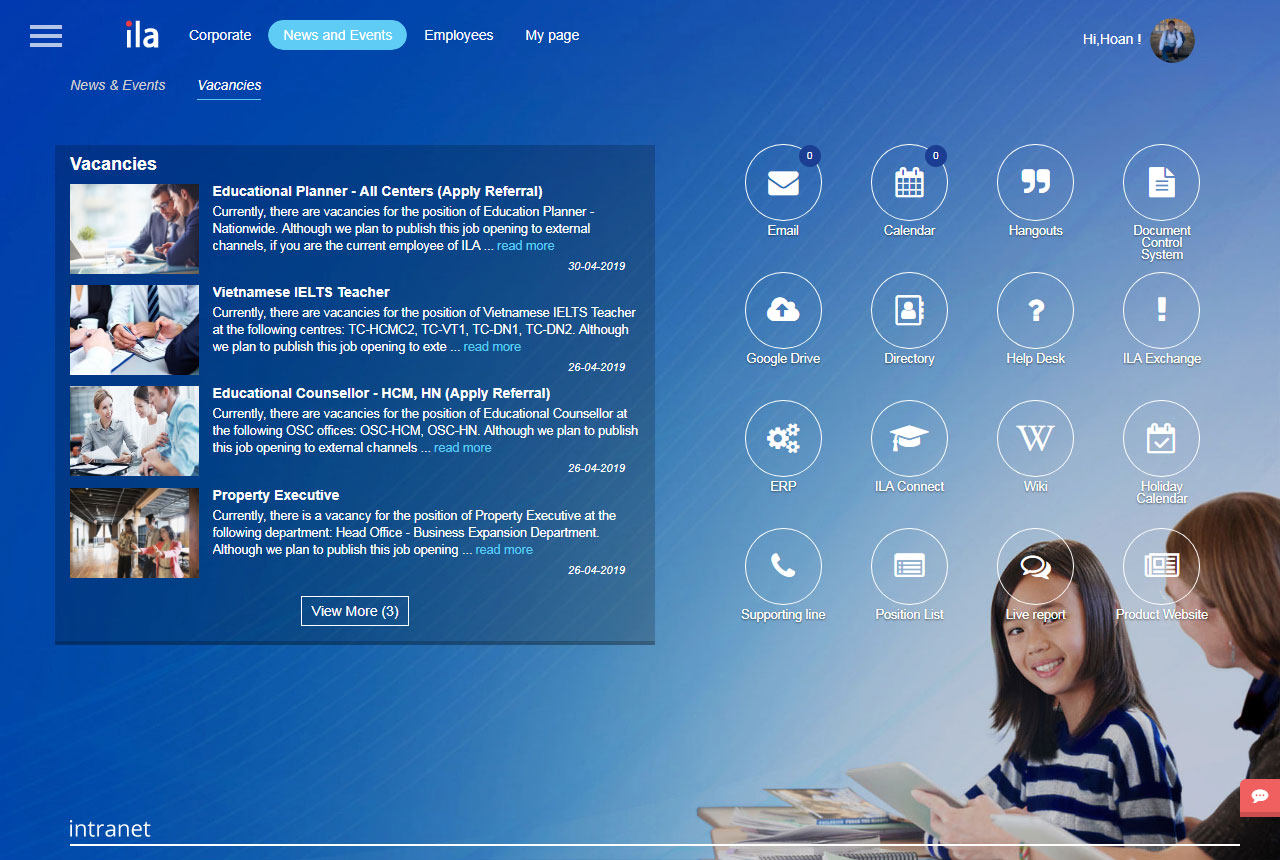 ila
Corporate
News and Events
Employees
My page
Hi,Hoan !
News & Events
Vacancies
Vacancies
Educational Planner - All Centers (Apply Referral)
Currently, there are vacancies for the position of Education Planner -
Nationwide. Although we plan to publish this job opening to external
channels, if you are the current employee of ILA ... read more
30-04-2019
Vietnamese IELTS Teacher
Currently, there are vacancies for the position of Vietnamese IELTS Teacher
at the following centres: TC-HCMC2, TC-VT1, TC-DN1, TC-DN2. Although
we plan to publish this job opening to exte ... read more
26-04-2019
Educational Counsellor - HCM, HN (Apply Referral)
Currently, there are vacancies for the position of Educational Counsellor at
the following OSC offices: OSC-HCM, OSC-HN. Although we plan to publish
this job opening to external channels ... read more
26-04-2019
Property Executive
Currently, there is a vacancy for the position of Property Executive at the
following department: Head Office - Business Expansion Department.
Although we plan to publish this job opening ... read more
26-04-2019
View More (3)
0
Email
0
Calendar
Hangouts
Document
Control
System
Google Drive
Directory
?
Help Desk
!
ILA Exchange
ERP
ILA Connect
W
Wiki
Holiday
Calendar
Supporting line
Position List
Live report
Product Website
intranet